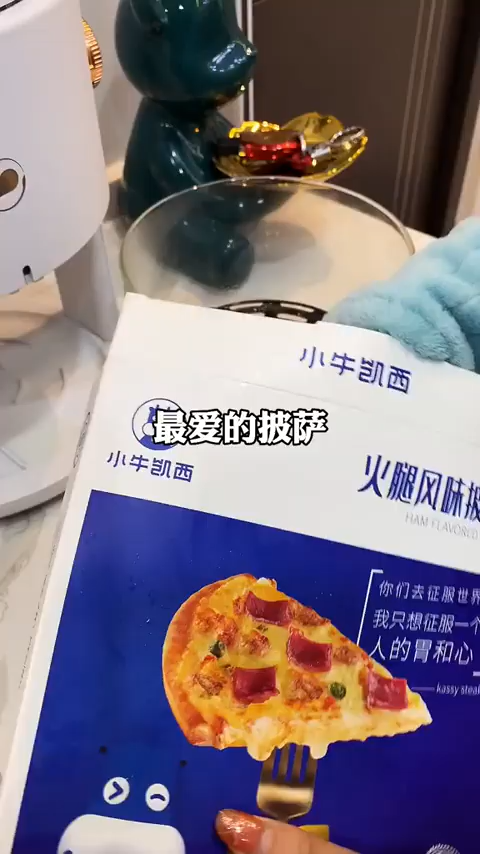 小牛凯西
最爱的披萨
小牛凯西
火腿风味披
HAM FLAVORED
你们去征服世界
我只想征服一个
人的胃和心
kassy steak